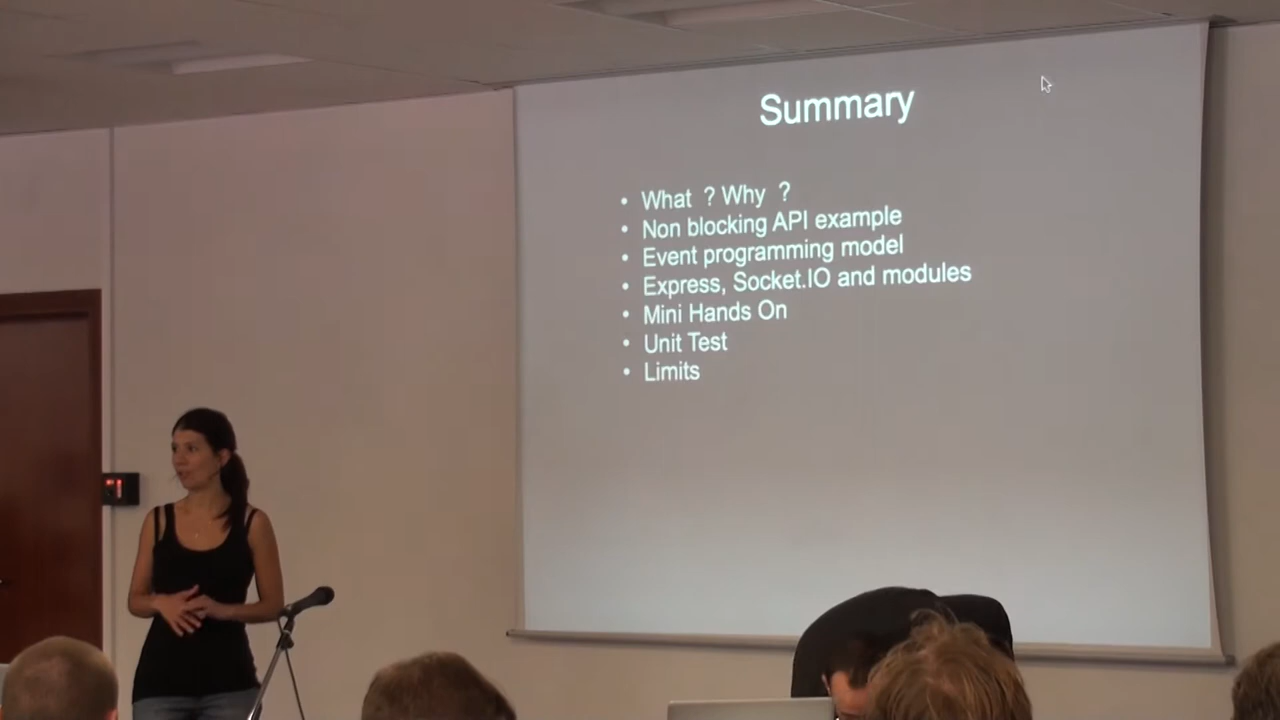 Summary
• What ? Why ?
• Non blocking API example
• Event programming model
• Express, Socket.IO and modules
• Mini Hands On
• Unit Test
• Limits